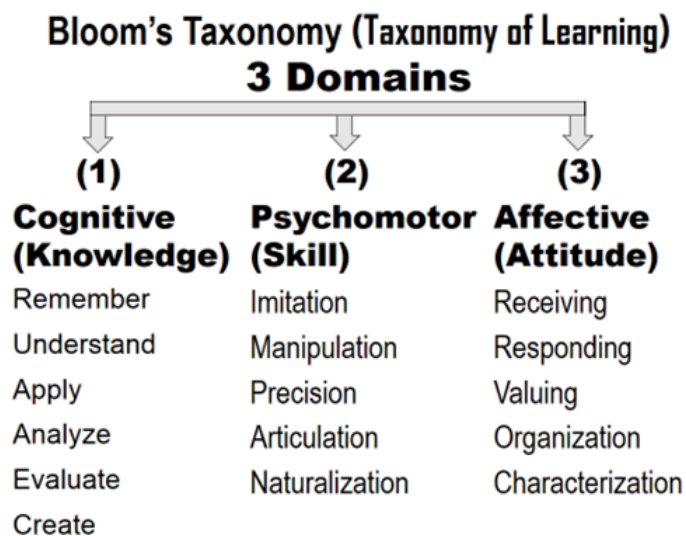 Bloom's Taxonomy (Taxonomy of Learning)
3 Domains
(1)
Cognitive
(Knowledge)
Remember
Understand
Apply
Analyze
Evaluate
Create
(2)
Psychomotor
(Skill)
Imitation
Manipulation
Precision
Articulation
Naturalization
(3)
Affective
(Attitude)
Receiving
Responding
Valuing
Organization
Characterization